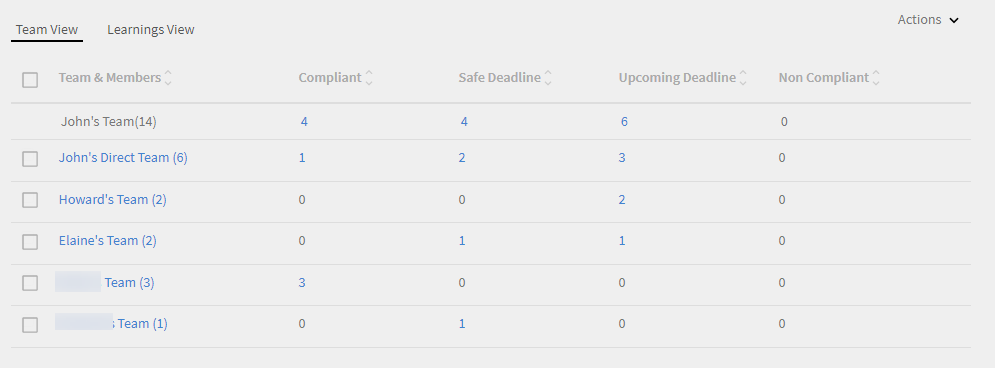 Actions
Team View Learnings View
Team & Members Compliant Safe Deadline Upcoming Deadline Non Compliant
John's Team(14) 4 4 6 0
John's Direct Team (6) 1 2 3 0
Howard's Team (2) 0 0 2 0
Elaine's Team (2) 0 1 1 0
Team (3) 3 0 0 0
Team (1) 0 1 0 0